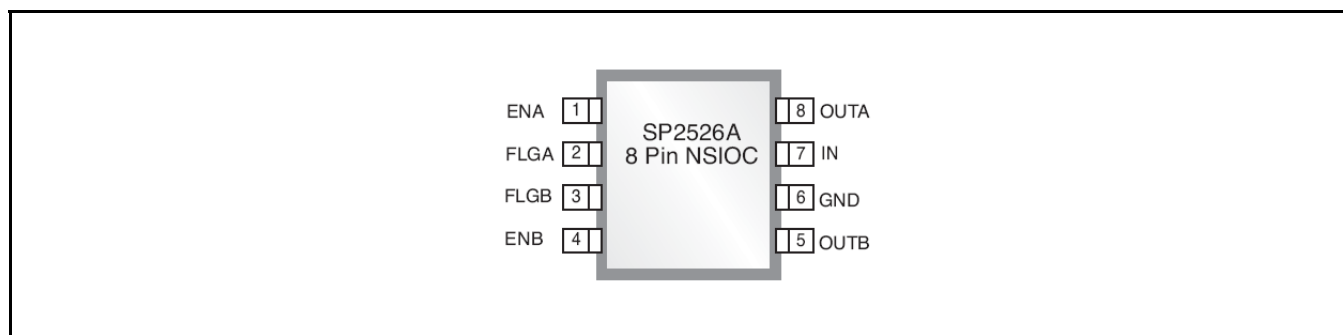 ENA 1
FLGA 2
FLGB 3
ENB 4
SP2526A
8 Pin NSIOC
8 OUTA
7 IN
6 GND
5 OUTB